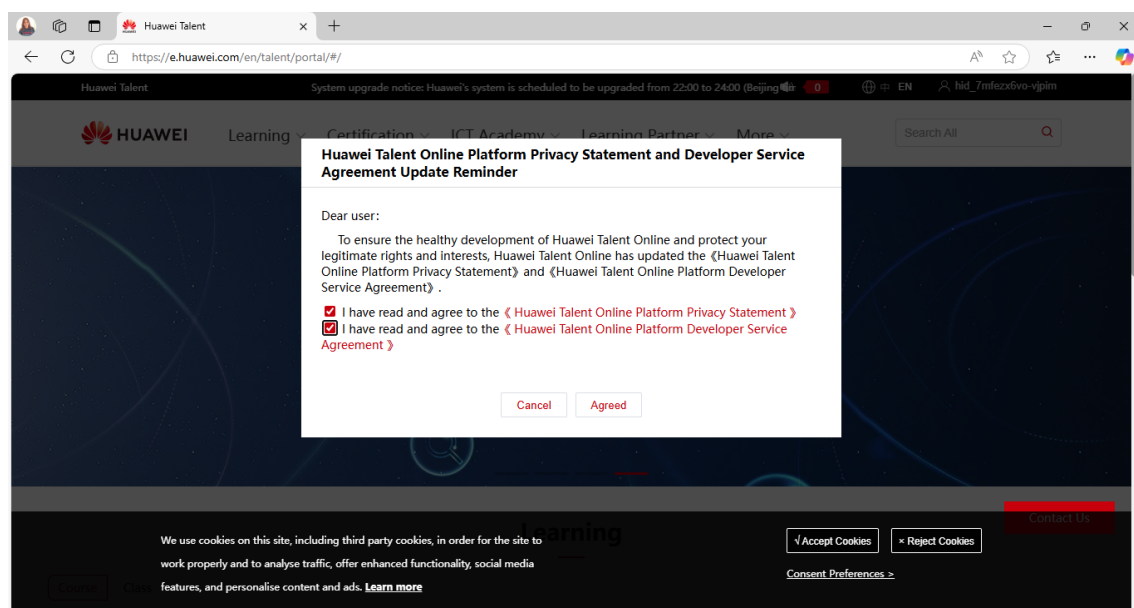 Huawei Talent
https://e.huawei.com/en/talent/portal/#/
Huawei Talent
System upgrade notice: Huawei's system is scheduled to be upgraded from 22:00 to 24:00 (Beijing
0
中 EN
hid_7mfezx6vo-vjplm
HUAWEI
Learning
Certification
ICT Academy
Learning Partner
More
Search All
Huawei Talent Online Platform Privacy Statement and Developer Service
Agreement Update Reminder
Dear user:
To ensure the healthy development of Huawei Talent Online and protect your
legitimate rights and interests, Huawei Talent Online has updated the 《Huawei Talent
Online Platform Privacy Statement》 and 《Huawei Talent Online Platform Developer
Service Agreement》 .
I have read and agree to the 《 Huawei Talent Online Platform Privacy Statement 》
I have read and agree to the 《 Huawei Talent Online Platform Developer Service
Agreement 》
Cancel
Agreed
Contact Us
Learning
We use cookies on this site, including third party cookies, in order for the site to
work properly and to analyse traffic, offer enhanced functionality, social media
features, and personalise content and ads. Learn more
√Accept Cookies
× Reject Cookies
Consent Preferences >